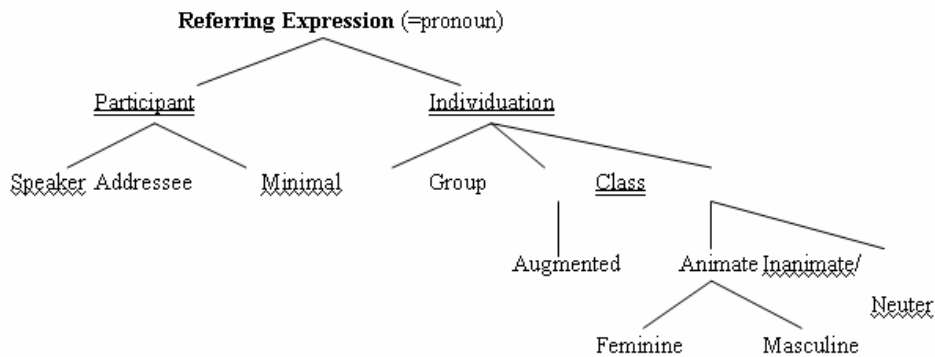 Referring Expression (=pronoun)
Participant Individuation
Speaker Addressee Minimal Group Class
Augmented Animate Inanimate/
Neuter
Feminine Masculine